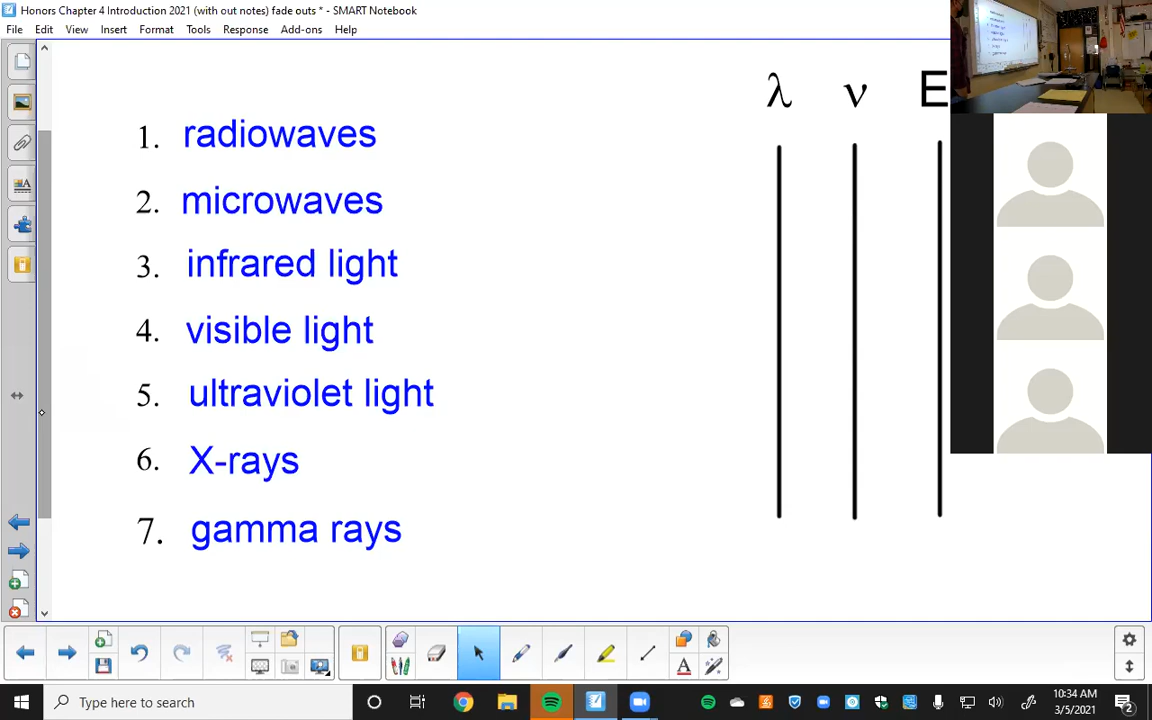 Honors Chapter 4 Introduction 2021 (with out notes) fade outs * - SMART Notebook
File Edit View Insert Format Tools Response Add-ons Help
λ ν E
1. radiowaves
2. microwaves
3. infrared light
4. visible light
5. ultraviolet light
6. X-rays
7. gamma rays
Type here to search
10:34 AM
3/5/2021
2